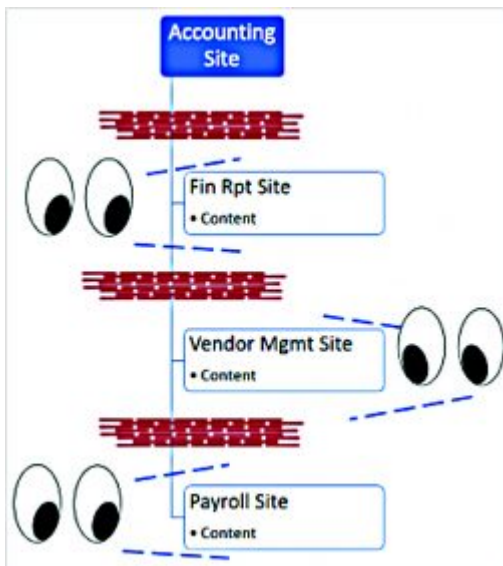 Accounting
Site
Fin Rpt Site
• Content
Vendor Mgmt Site
• Content
Payroll Site
• Content